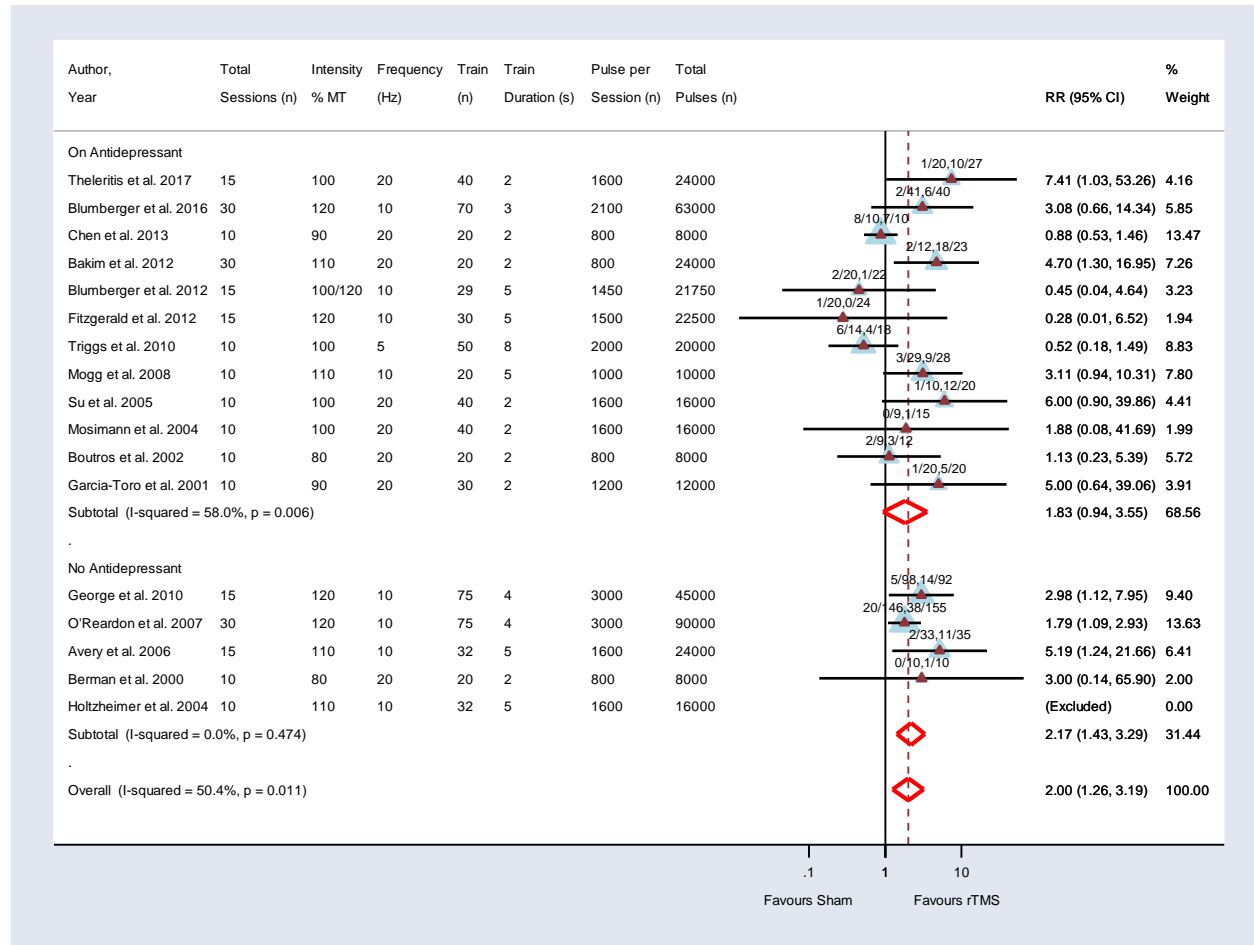 Author, Total Intensity Frequency Train Train Pulse per Total %
Year Sessions (n) % MT (Hz) (n) Duration (s) Session (n) Pulses (n) RR (95% CI) Weight
On Antidepressant
1/20,10/27
Theleritis et al. 2017 15 100 20 40 2 1600 24000 7.41 (1.03, 53.26) 4.16
2/41,6/40
Blumberger et al. 2016 30 120 10 70 3 2100 63000 3.08 (0.66, 14.34) 5.85
8/10,7/10
Chen et al. 2013 10 90 20 20 2 800 8000 0.88 (0.53, 1.46) 13.47
2/12,18/23
Bakim et al. 2012 30 110 20 20 2 800 24000 4.70 (1.30, 16.95) 7.26
2/20,1/22
Blumberger et al. 2012 15 100/120 10 29 5 1450 21750 0.45 (0.04, 4.64) 3.23
1/20,0/24
Fitzgerald et al. 2012 15 120 10 30 5 1500 22500 0.28 (0.01, 6.52) 1.94
6/14,4/18
Triggs et al. 2010 10 100 5 50 8 2000 20000 0.52 (0.18, 1.49) 8.83
3/29,9/28
Mogg et al. 2008 10 110 10 20 5 1000 10000 3.11 (0.94, 10.31) 7.80
1/10,12/20
Su et al. 2005 10 100 20 40 2 1600 16000 6.00 (0.90, 39.86) 4.41
0/9,1/15
Mosimann et al. 2004 10 100 20 40 2 1600 16000 1.88 (0.08, 41.69) 1.99
2/9,3/12
Boutros et al. 2002 10 80 20 20 2 800 8000 1.13 (0.23, 5.39) 5.72
1/20,5/20
Garcia-Toro et al. 2001 10 90 20 30 2 1200 12000 5.00 (0.64, 39.06) 3.91
Subtotal (I-squared = 58.0%, p = 0.006) 1.83 (0.94, 3.55) 68.56
.
No Antidepressant
5/98,14/92
George et al. 2010 15 120 10 75 4 3000 45000 2.98 (1.12, 7.95) 9.40
20/146,38/155
O'Reardon et al. 2007 30 120 10 75 4 3000 90000 1.79 (1.09, 2.93) 13.63
2/33,11/35
Avery et al. 2006 15 110 10 32 5 1600 24000 5.19 (1.24, 21.66) 6.41
0/10,1/10
Berman et al. 2000 10 80 20 20 2 800 8000 3.00 (0.14, 65.90) 2.00
Holtzheimer et al. 2004 10 110 10 32 5 1600 16000 (Excluded) 0.00
Subtotal (I-squared = 0.0%, p = 0.474) 2.17 (1.43, 3.29) 31.44
.
Overall (I-squared = 50.4%, p = 0.011) 2.00 (1.26, 3.19) 100.00
.1 1 10
Favours Sham Favours rTMS